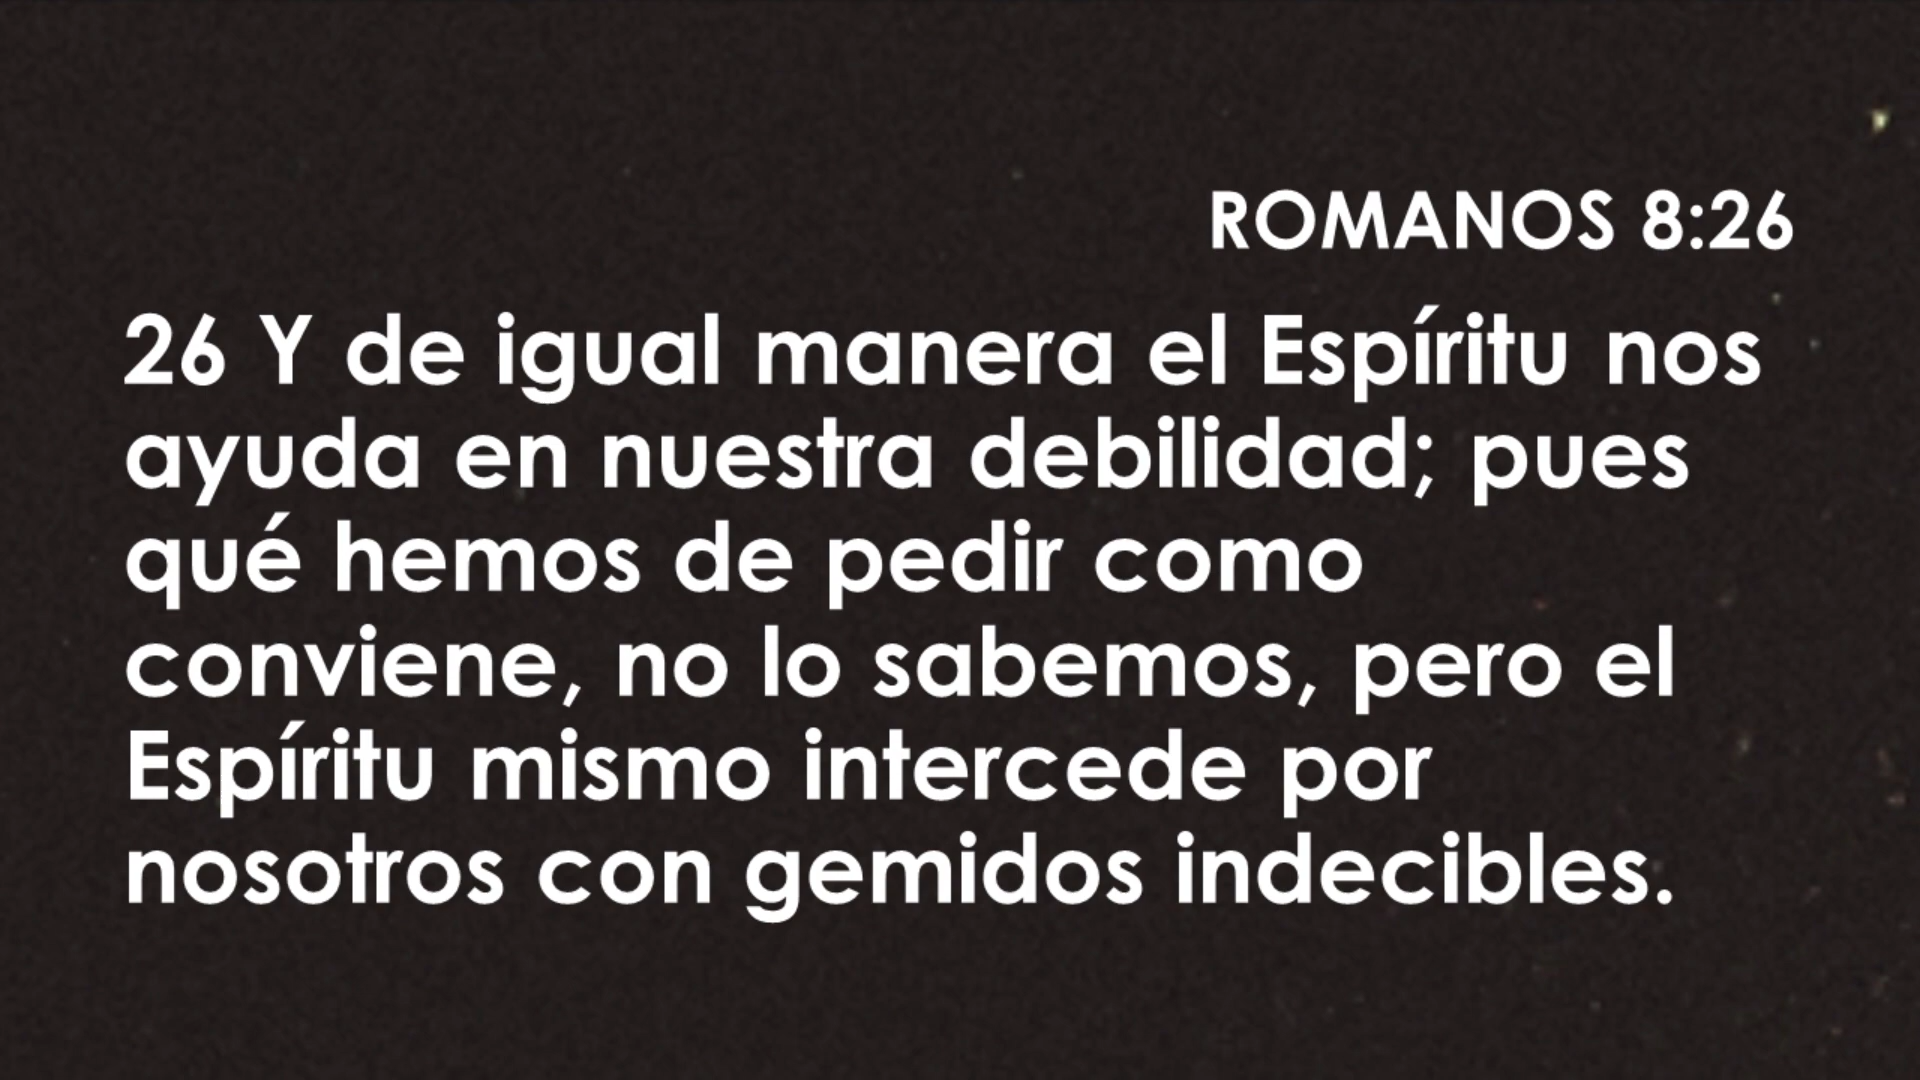 ROMANOS 8:26
26 Y de igual manera el Espíritu nos
ayuda en nuestra debilidad; pues
qué hemos de pedir como
conviene, no lo sabemos, pero el
Espíritu mismo intercede por
nosotros con gemidos indecibles.